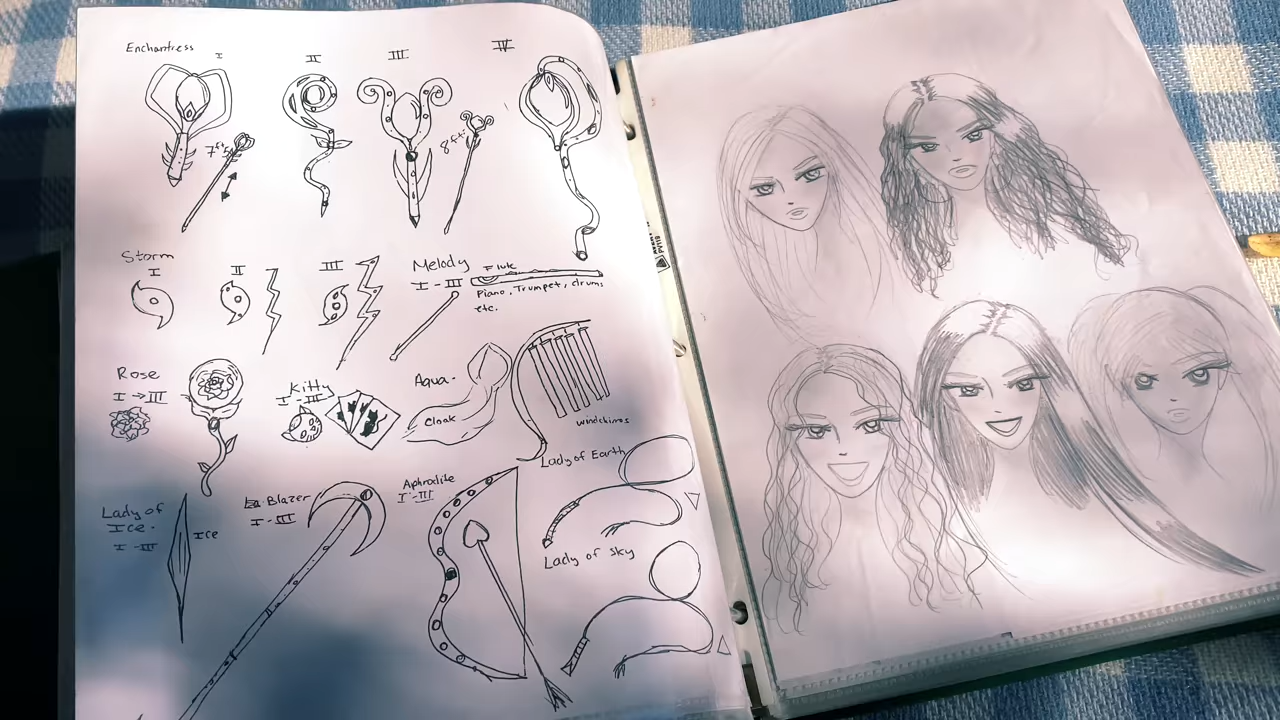 Enchantress
I
II
III
IV
7ft
8ft
Storm
I
II
III
Melody
I - III
Flute
Piano, Trumpet, drums
etc.
Rose
I → III
Kitty
I - III
Aqua.
Cloak
windchimes
Lady of Earth
Lady of
Ice.
I - III
Ice
Blazer
I - III
Aphrodite
I - III
Lady of Sky